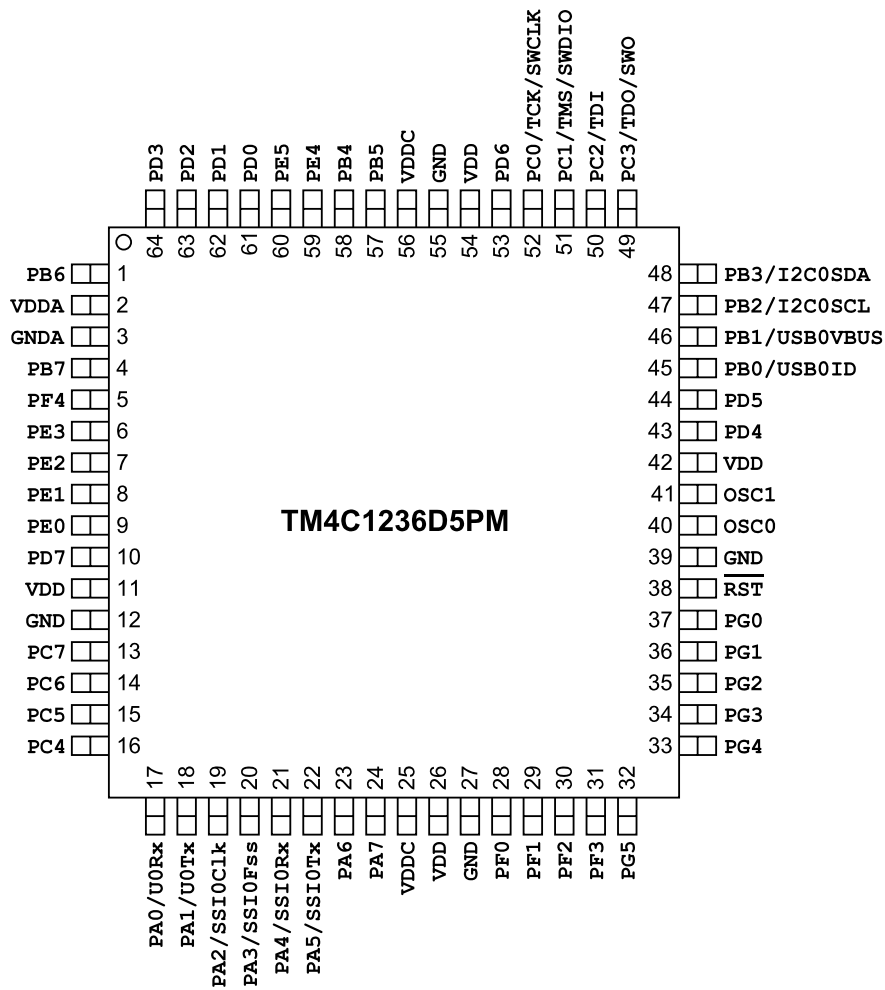 PD3 PD2 PD1 PD0 PE5 PE4 PB4 PB5 VDDC GND VDD PD6 PC0/TCK/SWCLK PC1/TMS/SWDIO PC2/TDI PC3/TDO/SWO
64 63 62 61 60 59 58 57 56 55 54 53 52 51 50 49
PB6 1 48 PB3/I2C0SDA
VDDA 2 47 PB2/I2C0SCL
GNDA 3 46 PB1/USB0VBUS
PB7 4 45 PB0/USB0ID
PF4 5 44 PD5
PE3 6 43 PD4
PE2 7 42 VDD
PE1 8 41 OSC1
TM4C1236D5PM
PE0 9 40 OSC0
PD7 10 39 GND
VDD 11 38 RST
GND 12 37 PG0
PC7 13 36 PG1
PC6 14 35 PG2
PC5 15 34 PG3
PC4 16 33 PG4
17 18 19 20 21 22 23 24 25 26 27 28 29 30 31 32
PA0/U0Rx PA1/U0Tx PA2/SSI0Clk PA3/SSI0Fss PA4/SSI0Rx PA5/SSI0Tx PA6 PA7 VDDC VDD GND PF0 PF1 PF2 PF3 PG5